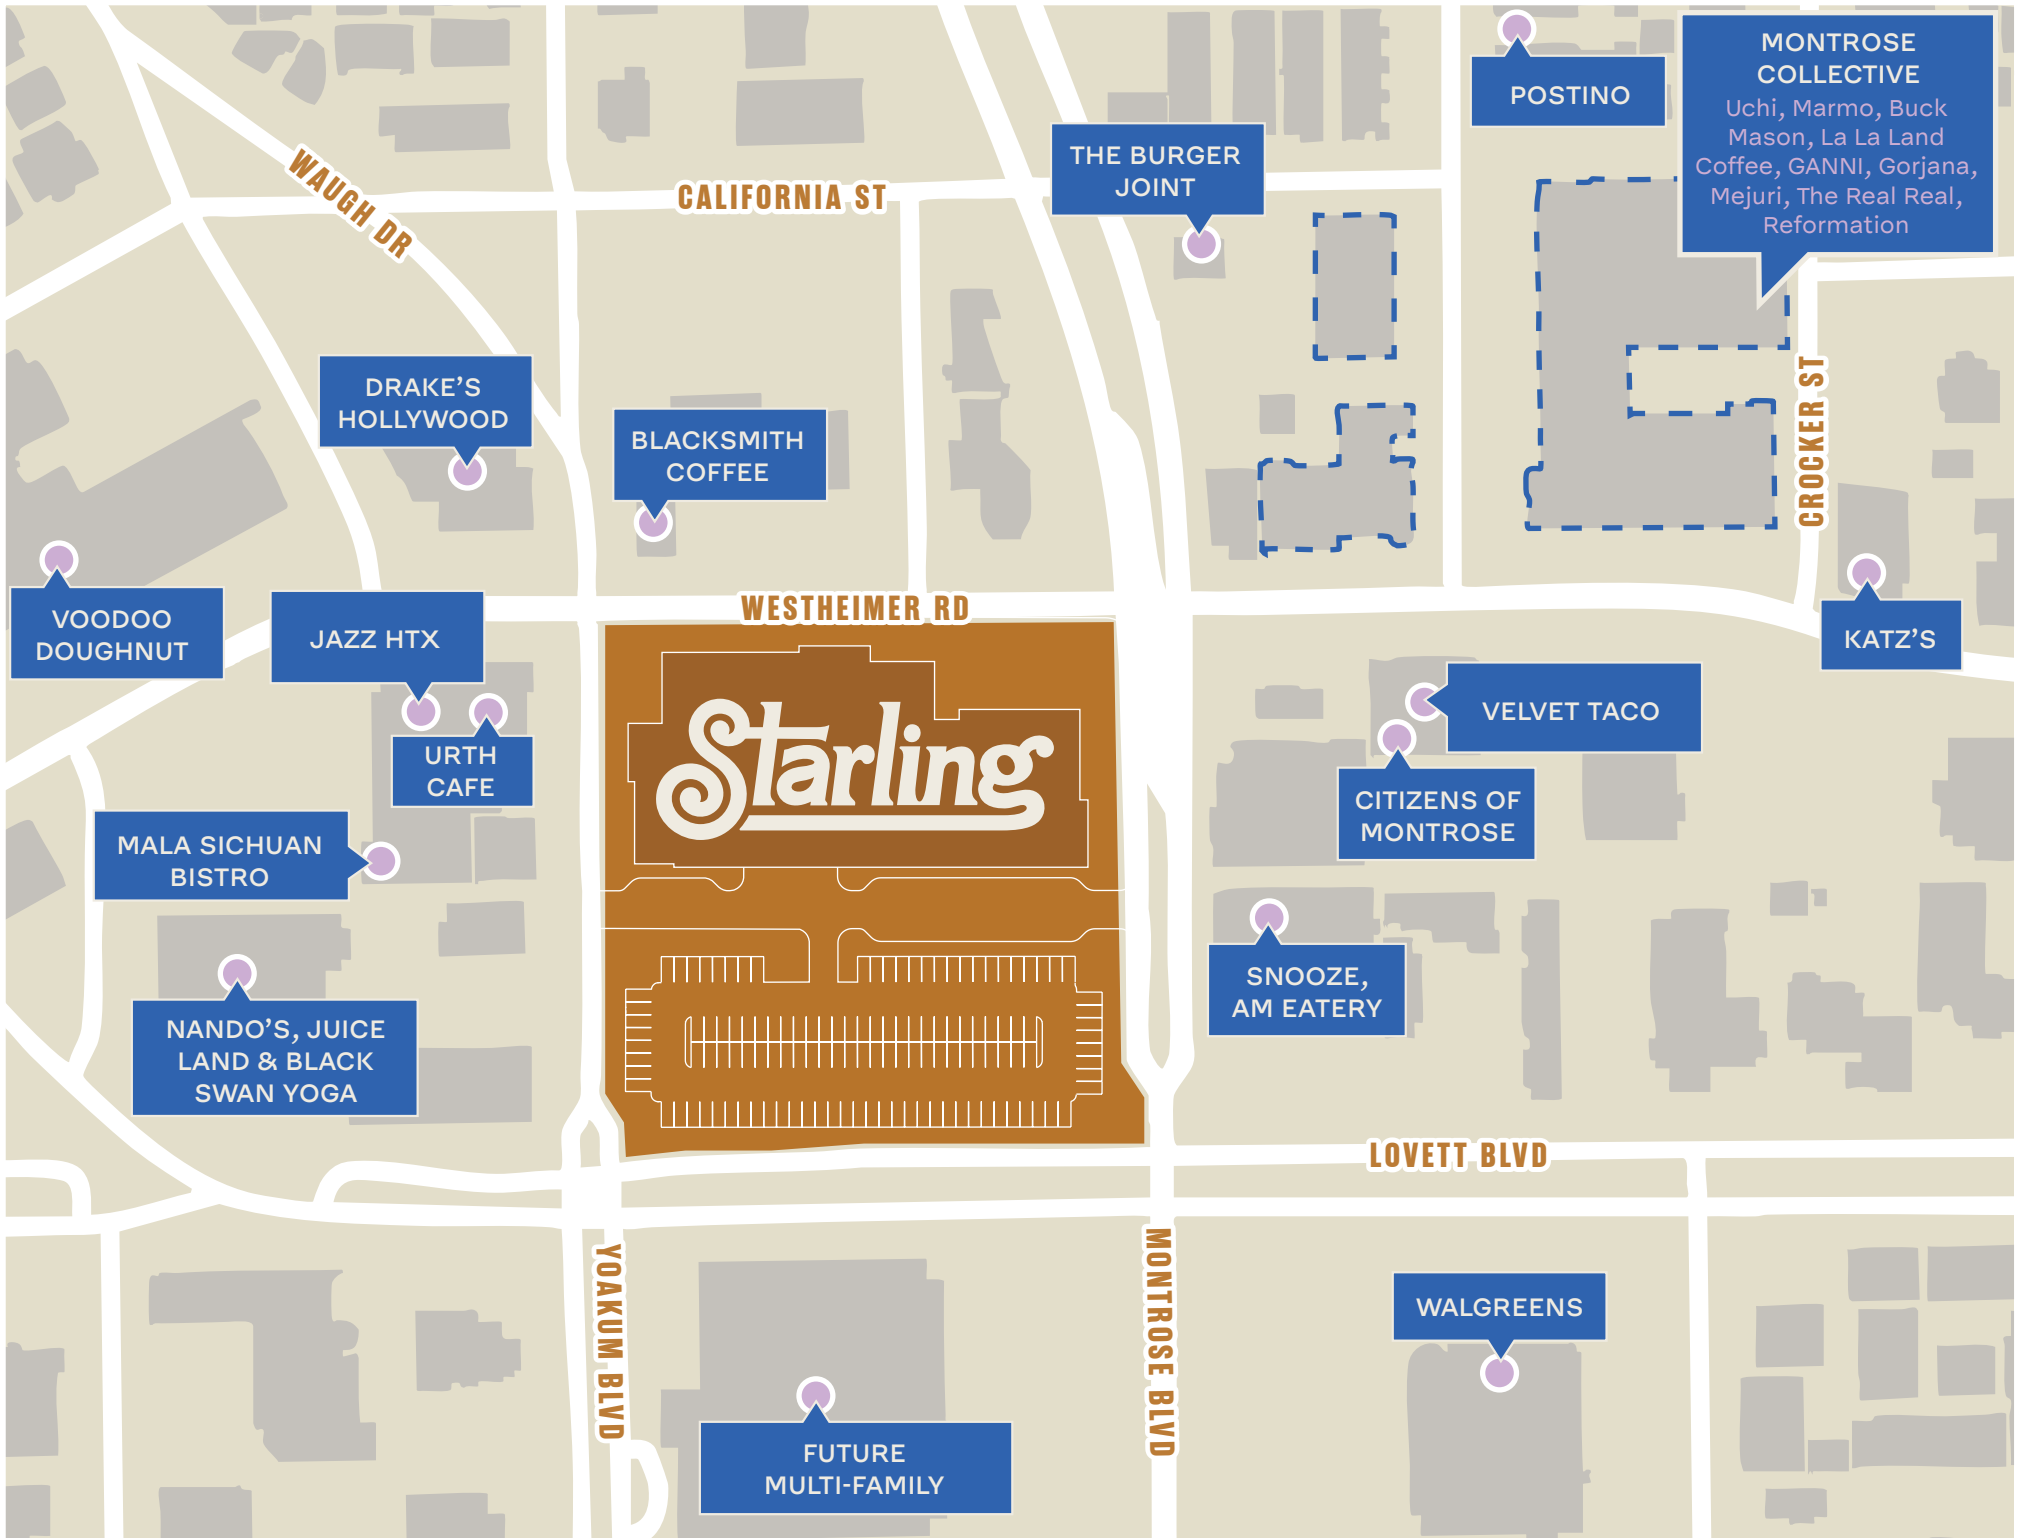 POSTINO
MONTROSE
COLLECTIVE
Uchi, Marmo, Buck
Mason, La La Land
Coffee, GANNI, Gorjana,
Mejuri, The Real Real,
Reformation
THE BURGER
JOINT
WAUGH DR
CALIFORNIA ST
DRAKE’S
HOLLYWOOD
BLACKSMITH
COFFEE
CROCKER ST
VOODOO
DOUGHNUT
JAZZ HTX
WESTHEIMER RD
KATZ’S
VELVET TACO
URTH
CAFE
Starling
CITIZENS OF
MONTROSE
MALA SICHUAN
BISTRO
SNOOZE,
AM EATERY
NANDO’S, JUICE
LAND & BLACK
SWAN YOGA
LOVETT BLVD
YOAKUM BLVD
MONTROSE BLVD
WALGREENS
FUTURE
MULTI-FAMILY